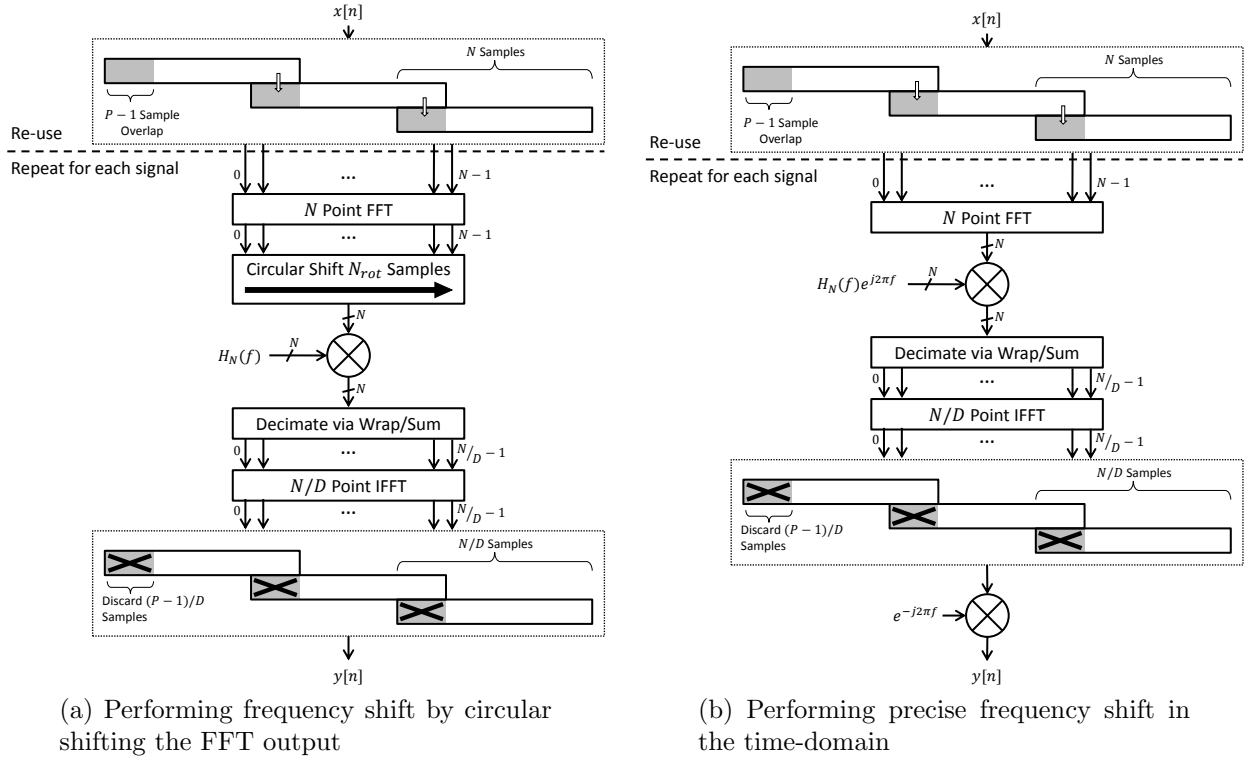 x[n]
N Samples
P − 1 Sample
Overlap
Re-use
Repeat for each signal
0 ... N − 1
N Point FFT
0 ... N − 1
Circular Shift N_rot Samples
N
H_N(f) N
N
Decimate via Wrap/Sum
0 ... N/D − 1
N/D Point IFFT
0 ... N/D − 1
N/D Samples
Discard (P − 1)/D
Samples
y[n]
(a) Performing frequency shift by circular
shifting the FFT output
x[n]
N Samples
P − 1 Sample
Overlap
Re-use
Repeat for each signal
0 ... N − 1
N Point FFT
N
H_N(f)e^{j2πf} N
N
Decimate via Wrap/Sum
0 ... N/D − 1
N/D Point IFFT
0 ... N/D − 1
N/D Samples
Discard (P − 1)/D
Samples
e^{−j2πf}
y[n]
(b) Performing precise frequency shift in
the time-domain